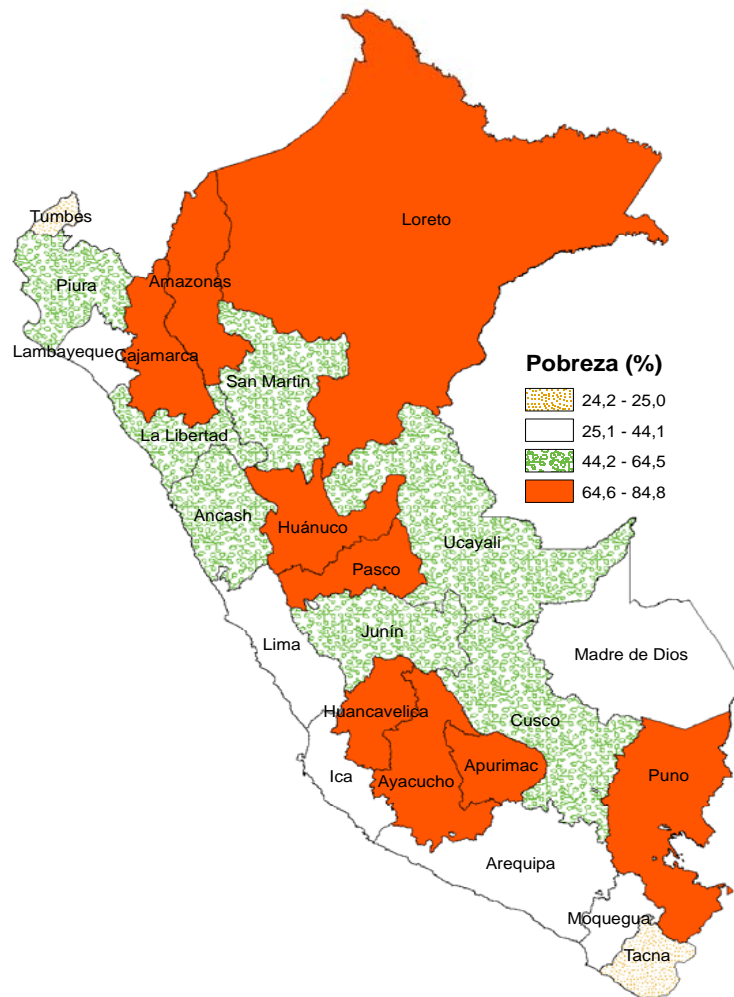 Tumbes
Loreto
Piura
Amazonas
Lambayeque
Cajamarca
San Martin
Pobreza (%)
24,2 - 25,0
25,1 - 44,1
44,2 - 64,5
64,6 - 84,8
La Libertad
Ancash
Huánuco
Ucayali
Pasco
Junín
Lima
Madre de Dios
Huancavelica
Cusco
Apurimac
Ica
Ayacucho
Puno
Arequipa
Moquegua
Tacna